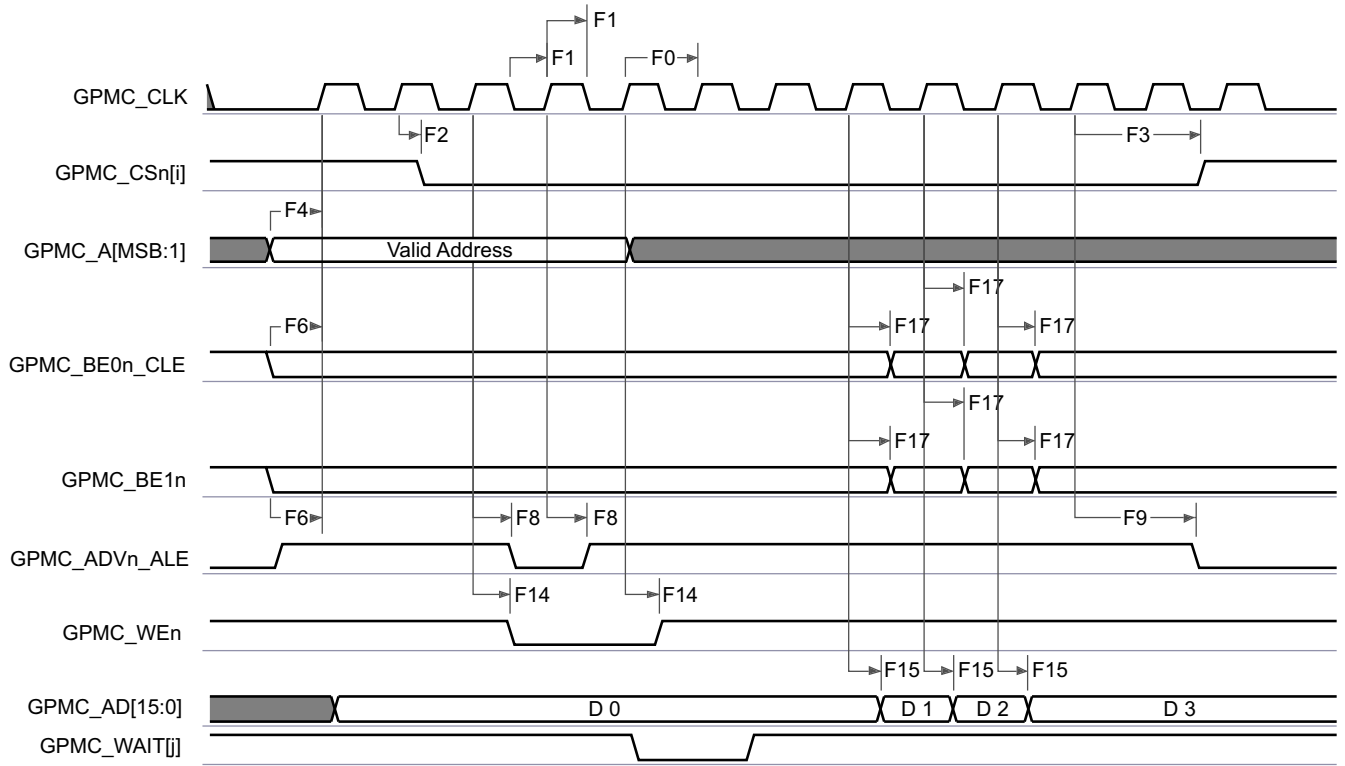 F1
F1
F0
GPMC_CLK
F2
F3
GPMC_CSn[i]
F4
GPMC_A[MSB:1]
Valid Address
F17
F6
F17
F17
GPMC_BE0n_CLE
F17
F17
F17
GPMC_BE1n
F6
F8
F8
F9
GPMC_ADVn_ALE
F14
F14
GPMC_WEn
F15
F15
F15
GPMC_AD[15:0]
D 0
D 1
D 2
D 3
GPMC_WAIT[j]